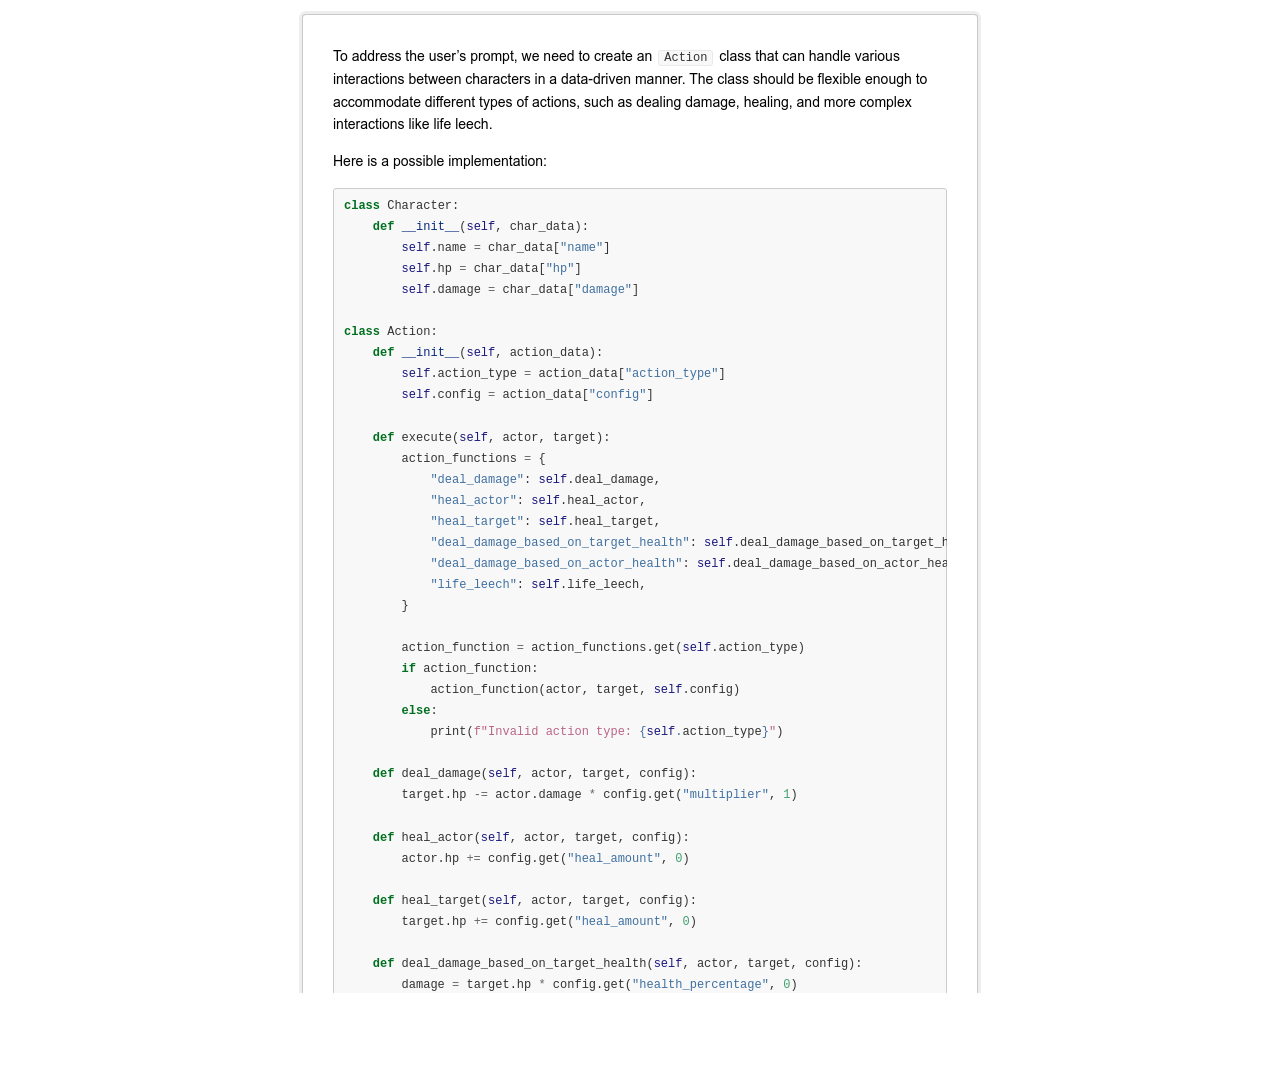 To address the user’s prompt, we need to create an Action class that can handle various
interactions between characters in a data-driven manner. The class should be flexible enough to
accommodate different types of actions, such as dealing damage, healing, and more complex
interactions like life leech.
Here is a possible implementation:
class Character:
    def __init__(self, char_data):
        self.name = char_data["name"]
        self.hp = char_data["hp"]
        self.damage = char_data["damage"]

class Action:
    def __init__(self, action_data):
        self.action_type = action_data["action_type"]
        self.config = action_data["config"]

    def execute(self, actor, target):
        action_functions = {
            "deal_damage": self.deal_damage,
            "heal_actor": self.heal_actor,
            "heal_target": self.heal_target,
            "deal_damage_based_on_target_health": self.deal_damage_based_on_target_h
            "deal_damage_based_on_actor_health": self.deal_damage_based_on_actor_hea
            "life_leech": self.life_leech,
        }

        action_function = action_functions.get(self.action_type)
        if action_function:
            action_function(actor, target, self.config)
        else:
            print(f"Invalid action type: {self.action_type}")

    def deal_damage(self, actor, target, config):
        target.hp -= actor.damage * config.get("multiplier", 1)

    def heal_actor(self, actor, target, config):
        actor.hp += config.get("heal_amount", 0)

    def heal_target(self, actor, target, config):
        target.hp += config.get("heal_amount", 0)

    def deal_damage_based_on_target_health(self, actor, target, config):
        damage = target.hp * config.get("health_percentage", 0)